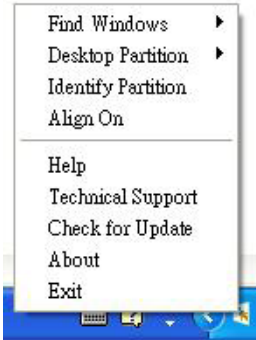 Find Windows
Desktop Partition
Identify Partition
Align On
Help
Technical Support
Check for Update
About
Exit